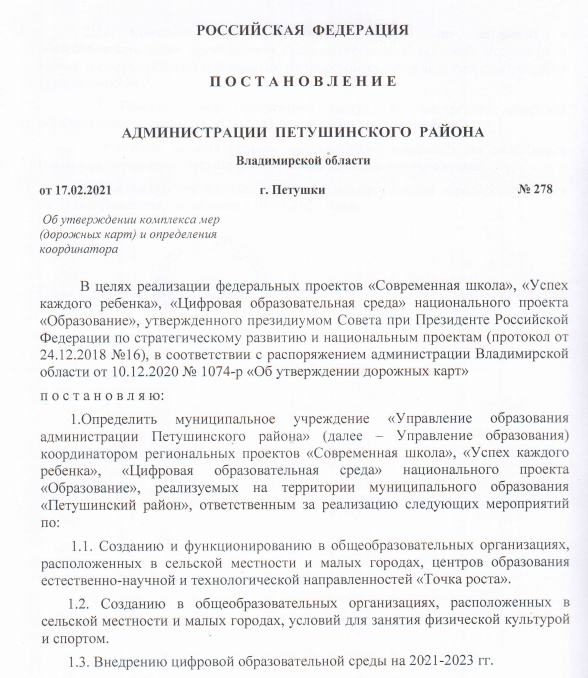 РОССИЙСКАЯ ФЕДЕРАЦИЯ
П О С Т А Н О В Л Е Н И Е
АДМИНИСТРАЦИИ ПЕТУШИНСКОГО РАЙОНА
Владимирской области
от 17.02.2021 г. Петушки № 278
Об утверждении комплекса мер
(дорожных карт) и определения
координатора
В целях реализации федеральных проектов «Современная школа», «Успех
каждого ребенка», «Цифровая образовательная среда» национального проекта
«Образование», утвержденного президиумом Совета при Президенте Российской
Федерации по стратегическому развитию и национальным проектам (протокол от
24.12.2018 №16), в соответствии с распоряжением администрации Владимирской
области от 10.12.2020 № 1074-р «Об утверждении дорожных карт»
п о с т а н о в л я ю:
1.Определить муниципальное учреждение «Управление образования
администрации Петушинского района» (далее – Управление образования)
координатором региональных проектов «Современная школа», «Успех каждого
ребенка», «Цифровая образовательная среда» национального проекта
«Образование», реализуемых на территории муниципального образования
«Петушинский район», ответственным за реализацию следующих мероприятий
по:
1.1. Созданию и функционированию в общеобразовательных организациях,
расположенных в сельской местности и малых городах, центров образования
естественно-научной и технологической направленностей «Точка роста».
1.2. Созданию в общеобразовательных организациях, расположенных в
сельской местности и малых городах, условий для занятия физической культурой
и спортом.
1.3. Внедрению цифровой образовательной среды на 2021-2023 гг.